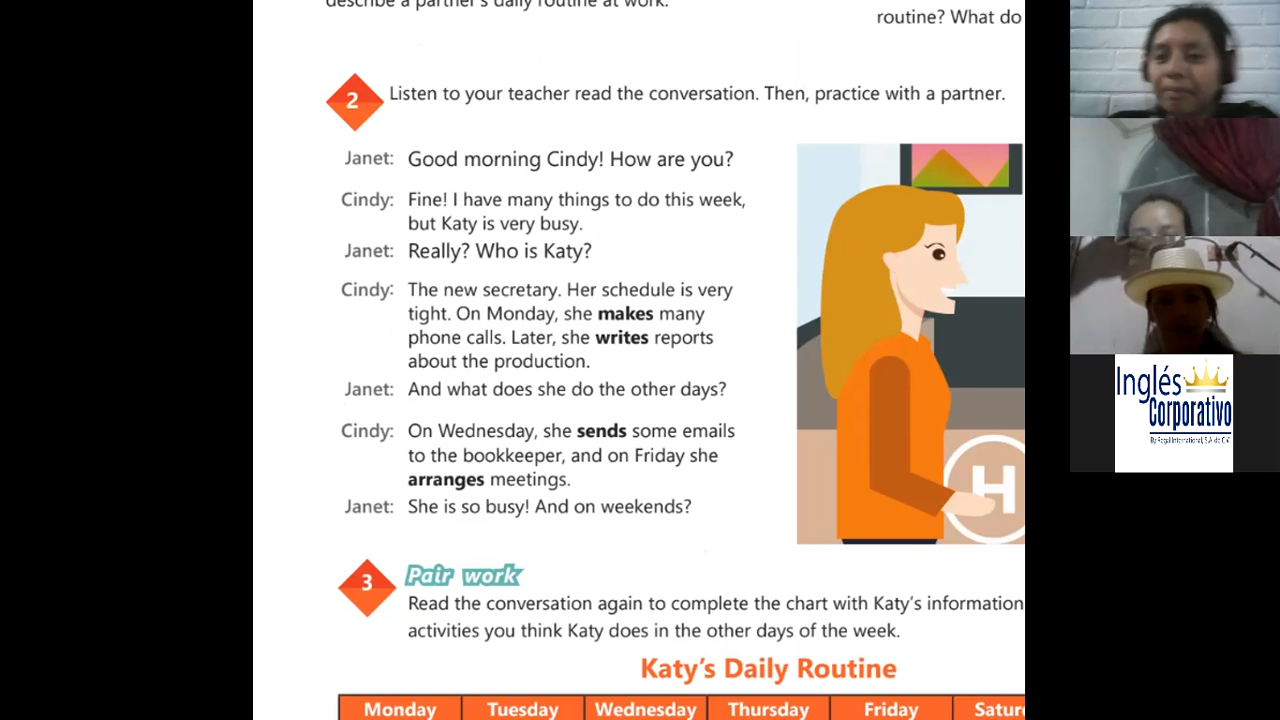 describe a partner's daily routine at work.
routine? What do
2
Listen to your teacher read the conversation. Then, practice with a partner.
Janet: Good morning Cindy! How are you?
Cindy: Fine! I have many things to do this week,
but Katy is very busy.
Janet: Really? Who is Katy?
Cindy: The new secretary. Her schedule is very
tight. On Monday, she makes many
phone calls. Later, she writes reports
about the production.
Janet: And what does she do the other days?
Cindy: On Wednesday, she sends some emails
to the bookkeeper, and on Friday she
arranges meetings.
Janet: She is so busy! And on weekends?
H
3
Pair work
Read the conversation again to complete the chart with Katy's information
activities you think Katy does in the other days of the week.
Katy's Daily Routine
Monday Tuesday Wednesday Thursday Friday Satur
Inglés
Corporativo
By Regal International, S.A. de C.V.